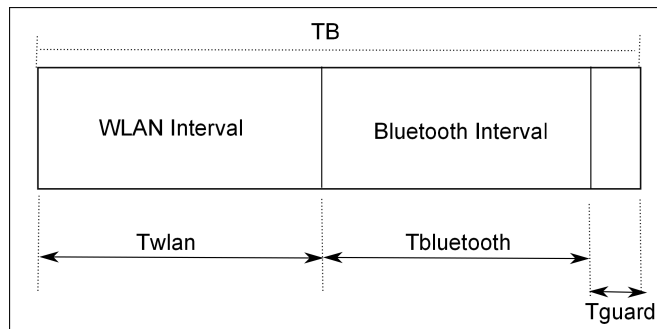 TB
WLAN Interval
Bluetooth Interval
Twlan
Tbluetooth
Tguard